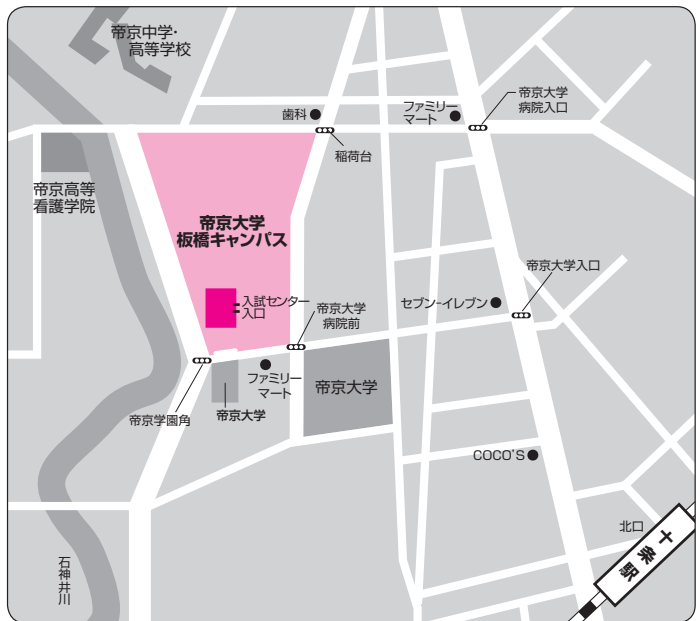 帝京中学・
高等学校
歯科
ファミリー
マート
帝京大学
病院入口
稲荷台
帝京高等
看護学院
帝京大学
板橋キャンパス
帝京大学入口
入試センター
入口
セブン-イレブン
帝京大学
病院前
ファミリー
マート
帝京大学
帝京学園角
帝京大学
COCO'S
北口
十条駅
石神井川